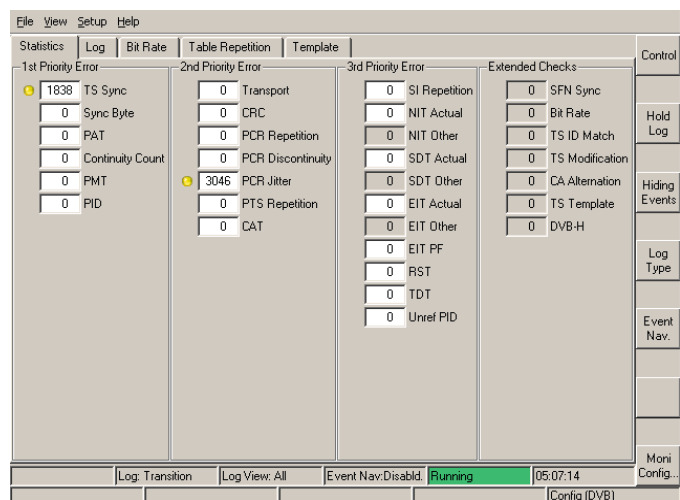 File View Setup Help
Statistics Log Bit Rate Table Repetition Template
Control
Hold
Log
Hiding
Events
Log
Type
Event
Nav.
Moni
Config...
1st Priority Error
1838 TS Sync
0 Sync Byte
0 PAT
0 Continuity Count
0 PMT
0 PID
2nd Priority Error
0 Transport
0 CRC
0 PCR Repetition
0 PCR Discontinuity
3046 PCR Jitter
0 PTS Repetition
0 CAT
3rd Priority Error
0 SI Repetition
0 NIT Actual
0 NIT Other
0 SDT Actual
0 SDT Other
0 EIT Actual
0 EIT Other
0 EIT PF
0 RST
0 TDT
0 Unref PID
Extended Checks
0 SFN Sync
0 Bit Rate
0 TS ID Match
0 TS Modification
0 CA Alternation
0 TS Template
0 DVB-H
Log: Transition Log View: All Event Nav:Disabld. Running 05:07:14
Config (DVB)